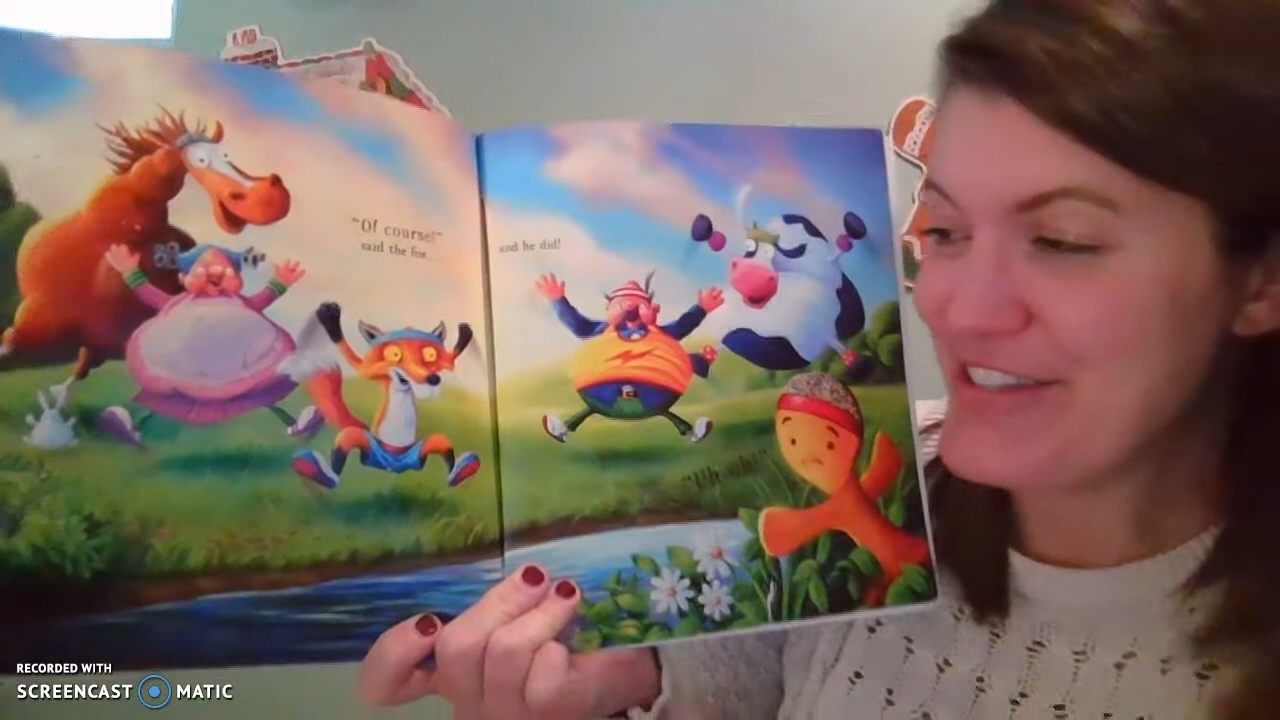 "Of course!"
said the fox
and he did!
"Uh oh!"
RECORDED WITH
SCREENCAST MATIC